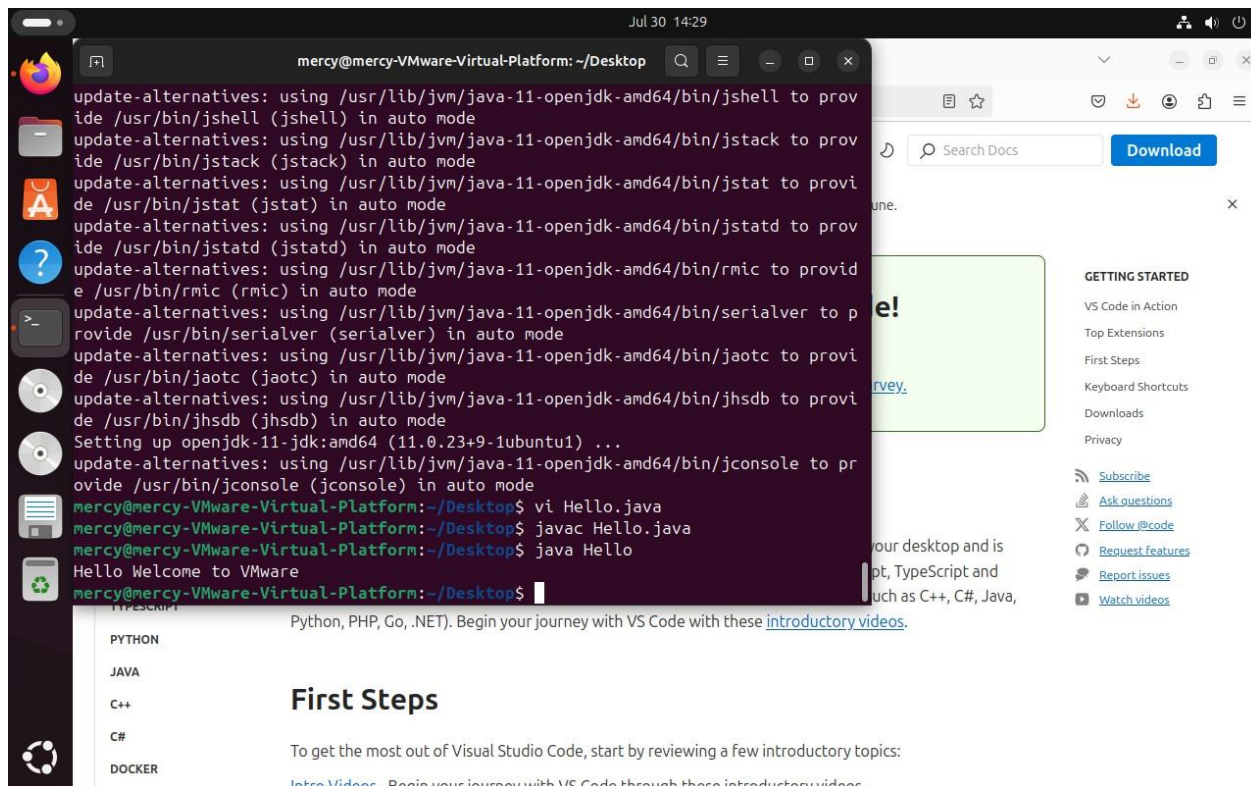 Jul 30 14:29
mercy@mercy-VMware-Virtual-Platform: ~/Desktop
update-alternatives: using /usr/lib/jvm/java-11-openjdk-amd64/bin/jshell to prov
ide /usr/bin/jshell (jshell) in auto mode
update-alternatives: using /usr/lib/jvm/java-11-openjdk-amd64/bin/jstack to prov
ide /usr/bin/jstack (jstack) in auto mode
update-alternatives: using /usr/lib/jvm/java-11-openjdk-amd64/bin/jstat to provi
de /usr/bin/jstat (jstat) in auto mode
update-alternatives: using /usr/lib/jvm/java-11-openjdk-amd64/bin/jstatd to prov
ide /usr/bin/jstatd (jstatd) in auto mode
update-alternatives: using /usr/lib/jvm/java-11-openjdk-amd64/bin/rmic to provid
e /usr/bin/rmic (rmic) in auto mode
update-alternatives: using /usr/lib/jvm/java-11-openjdk-amd64/bin/serialver to p
rovide /usr/bin/serialver (serialver) in auto mode
update-alternatives: using /usr/lib/jvm/java-11-openjdk-amd64/bin/jaotc to provi
de /usr/bin/jaotc (jaotc) in auto mode
update-alternatives: using /usr/lib/jvm/java-11-openjdk-amd64/bin/jhsdb to provi
de /usr/bin/jhsdb (jhsdb) in auto mode
Setting up openjdk-11-jdk:amd64 (11.0.23+9-1ubuntu1) ...
update-alternatives: using /usr/lib/jvm/java-11-openjdk-amd64/bin/jconsole to pr
ovide /usr/bin/jconsole (jconsole) in auto mode
mercy@mercy-VMware-Virtual-Platform:~/Desktop$ vi Hello.java
mercy@mercy-VMware-Virtual-Platform:~/Desktop$ javac Hello.java
mercy@mercy-VMware-Virtual-Platform:~/Desktop$ java Hello
Hello Welcome to VMware
mercy@mercy-VMware-Virtual-Platform:~/Desktop$
Search Docs
Download
une.
e!
rvey.
your desktop and is
pt, TypeScript and
uch as C++, C#, Java,
Python, PHP, Go, .NET). Begin your journey with VS Code with these introductory videos.
First Steps
To get the most out of Visual Studio Code, start by reviewing a few introductory topics:
Intro Videos - Begin your journey with VS Code through these introductory videos.
TYPESCRIPT
PYTHON
JAVA
C++
C#
DOCKER
GETTING STARTED
VS Code in Action
Top Extensions
First Steps
Keyboard Shortcuts
Downloads
Privacy
Subscribe
Ask questions
Follow @code
Request features
Report issues
Watch videos